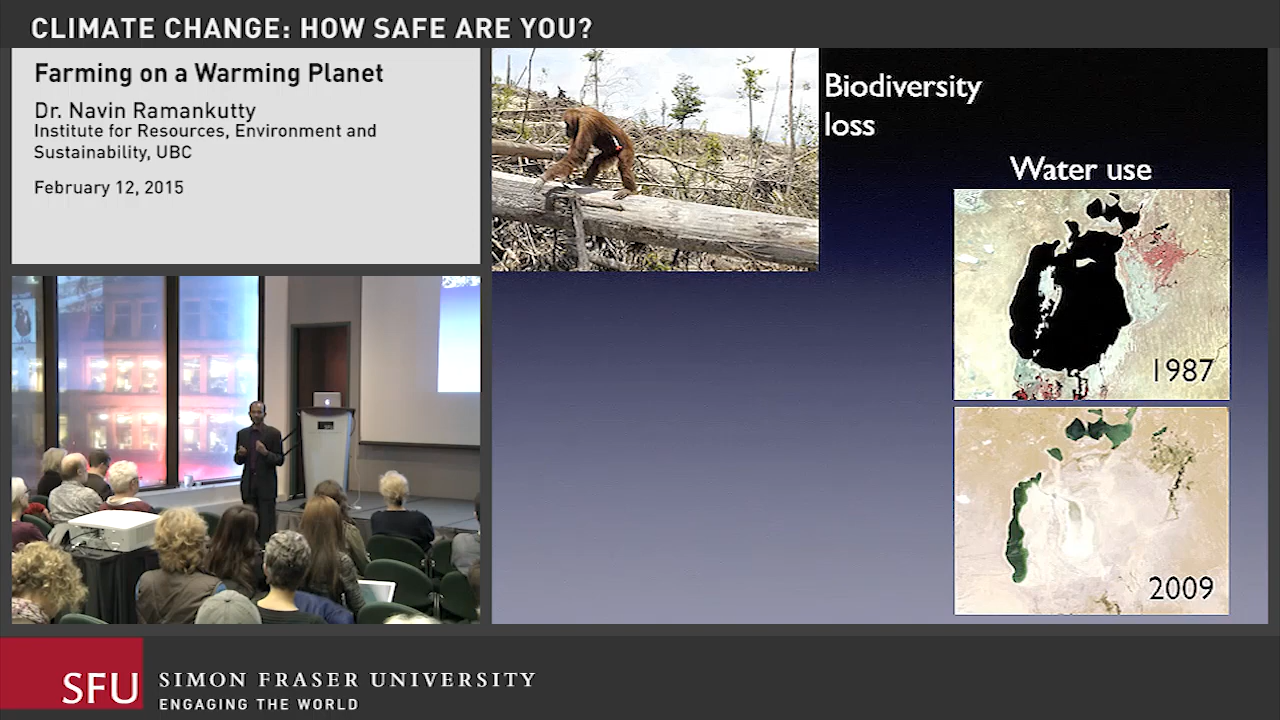 CLIMATE CHANGE: HOW SAFE ARE YOU?
Farming on a Warming Planet
Dr. Navin Ramankutty
Institute for Resources, Environment and
Sustainability, UBC
February 12, 2015
Biodiversity
loss
Water use
1987
2009
SFU
SIMON FRASER UNIVERSITY
ENGAGING THE WORLD